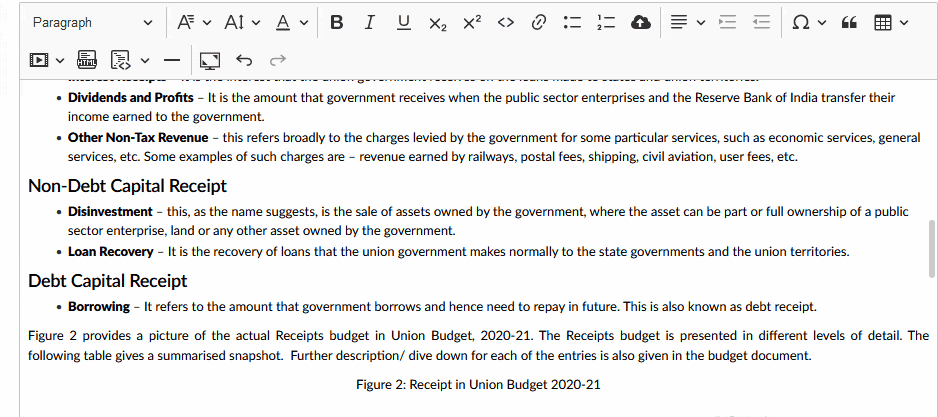 Paragraph
• Dividends and Profits – It is the amount that government receives when the public sector enterprises and the Reserve Bank of India transfer their
income earned to the government.
• Other Non-Tax Revenue – this refers broadly to the charges levied by the government for some particular services, such as economic services, general
services, etc. Some examples of such charges are – revenue earned by railways, postal fees, shipping, civil aviation, user fees, etc.
Non-Debt Capital Receipt
• Disinvestment – this, as the name suggests, is the sale of assets owned by the government, where the asset can be part or full ownership of a public
sector enterprise, land or any other asset owned by the government.
• Loan Recovery – It is the recovery of loans that the union government makes normally to the state governments and the union territories.
Debt Capital Receipt
• Borrowing – It refers to the amount that government borrows and hence need to repay in future. This is also known as debt receipt.
Figure 2 provides a picture of the actual Receipts budget in Union Budget, 2020-21. The Receipts budget is presented in different levels of detail. The
following table gives a summarised snapshot. Further description/ dive down for each of the entries is also given in the budget document.
Figure 2: Receipt in Union Budget 2020-21